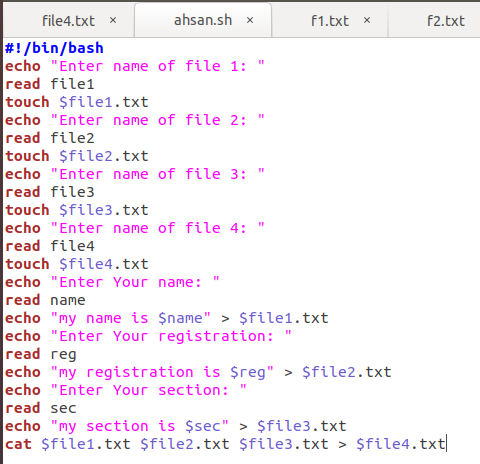 file4.txt × ahsan.sh × f1.txt × f2.txt
#!/bin/bash
echo "Enter name of file 1: "
read file1
touch $file1.txt
echo "Enter name of file 2: "
read file2
touch $file2.txt
echo "Enter name of file 3: "
read file3
touch $file3.txt
echo "Enter name of file 4: "
read file4
touch $file4.txt
echo "Enter Your name: "
read name
echo "my name is $name" > $file1.txt
echo "Enter Your registration: "
read reg
echo "my registration is $reg" > $file2.txt
echo "Enter Your section: "
read sec
echo "my section is $sec" > $file3.txt
cat $file1.txt $file2.txt $file3.txt > $file4.txt